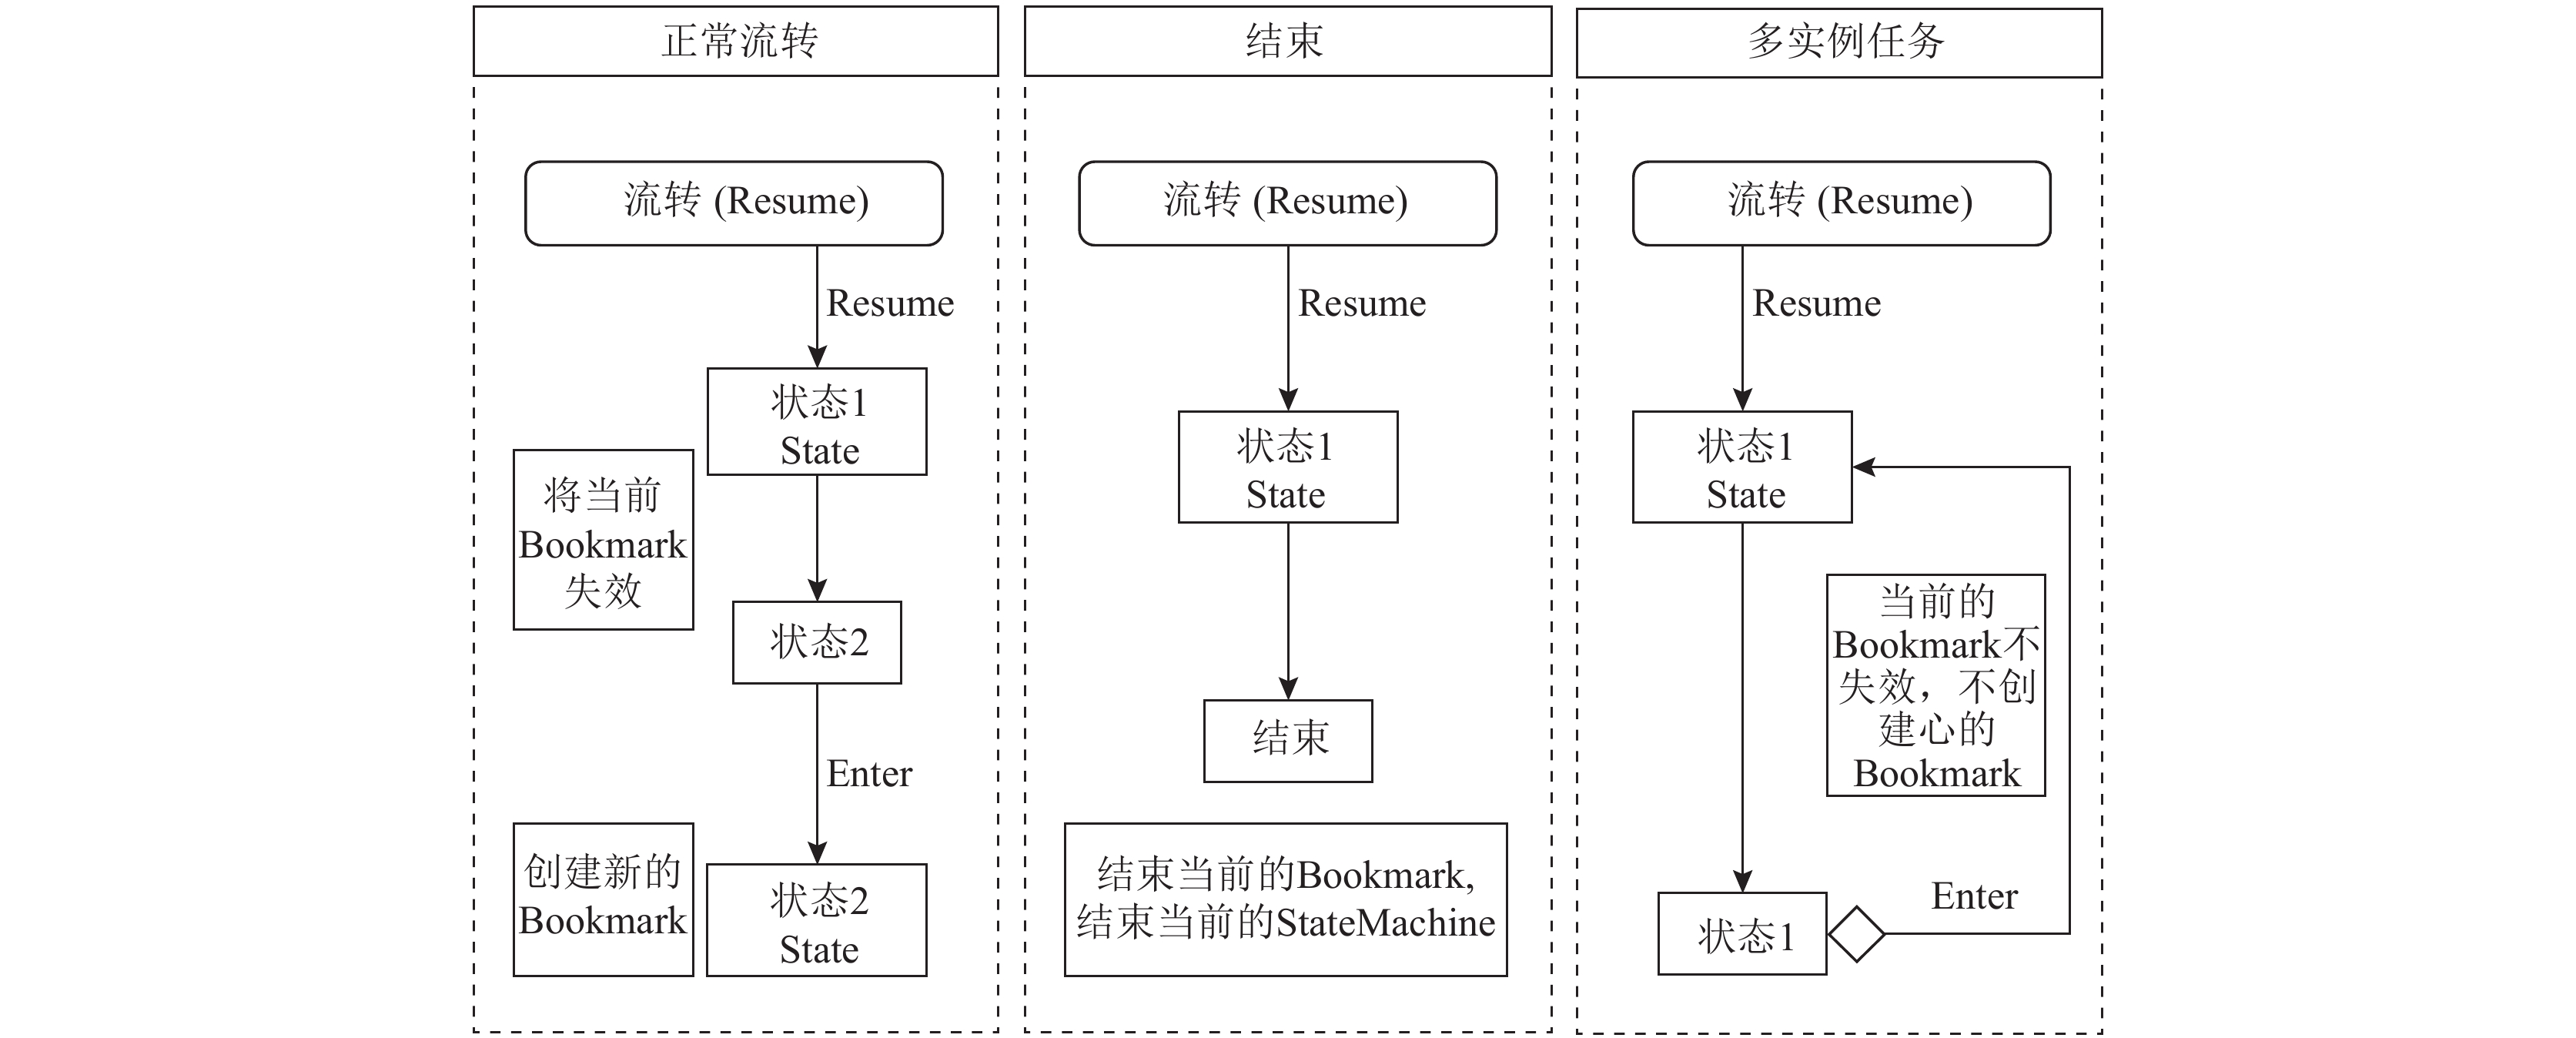 正常流转
流转 (Resume)
Resume
状态1
State
将当前
Bookmark
失效
状态2
Enter
创建新的
Bookmark
状态2
State
结束
流转 (Resume)
Resume
状态1
State
结束
结束当前的Bookmark,
结束当前的StateMachine
多实例任务
流转 (Resume)
Resume
状态1
State
当前的
Bookmark不
失效，不创
建心的
Bookmark
状态1
Enter